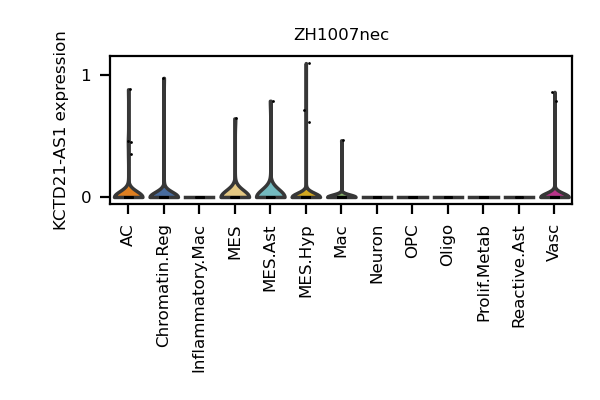 ZH1007nec
KCTD21-AS1 expression
1
0
AC
Chromatin.Reg
Inflammatory.Mac
MES
MES.Ast
MES.Hyp
Mac
Neuron
OPC
Oligo
Prolif.Metab
Reactive.Ast
Vasc